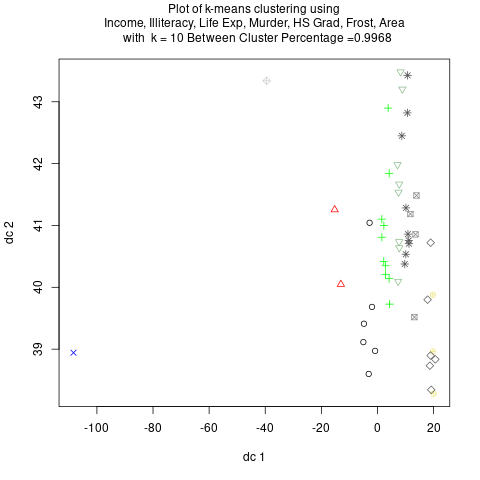 Plot of k-means clustering using
Income, Illiteracy, Life Exp, Murder, HS Grad, Frost, Area
with k = 10 Between Cluster Percentage =0.9968
43
42
41
40
39
dc 2
-100
-80
-60
-40
-20
0
20
dc 1